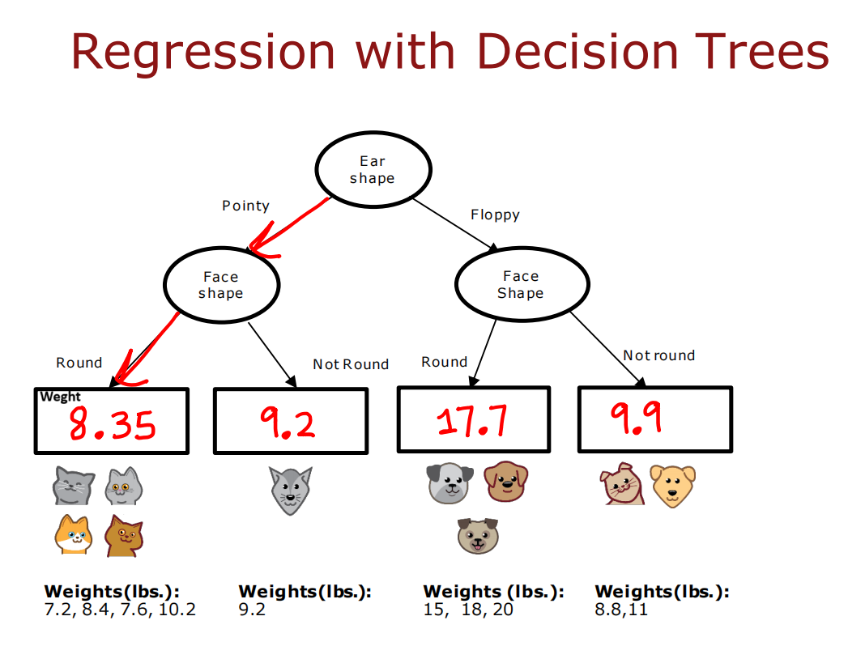 Regression with Decision Trees
Ear
shape
Pointy
Floppy
Face
shape
Face
Shape
Round
Not Round
Round
Not round
Weght
8.35
9.2
17.7
9.9
Weights(lbs.):
7.2, 8.4, 7.6, 10.2
Weights(lbs.):
9.2
Weights (lbs.):
15, 18, 20
Weights(lbs.):
8.8,11